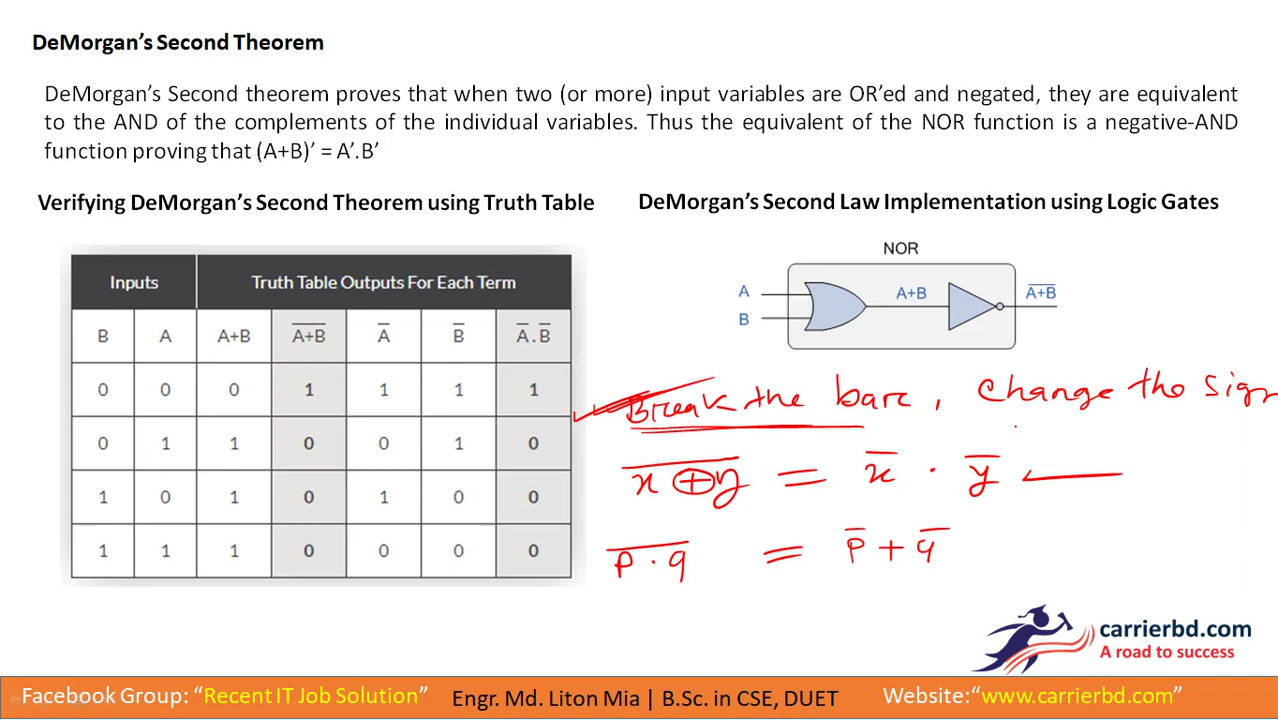 DeMorgan’s Second Theorem
DeMorgan’s Second theorem proves that when two (or more) input variables are OR’ed and negated, they are equivalent
to the AND of the complements of the individual variables. Thus the equivalent of the NOR function is a negative-AND
function proving that (A+B)’ = A’.B’
Verifying DeMorgan’s Second Theorem using Truth Table
Inputs Truth Table Outputs For Each Term
B A A+B A̅+̅B̅ A̅ B̅ A̅.B̅
0 0 0 1 1 1 1
0 1 1 0 0 1 0
1 0 1 0 1 0 0
1 1 1 0 0 0 0
DeMorgan’s Second Law Implementation using Logic Gates
NOR
A A+B A̅+̅B̅
B
Break the bare, Change the sign
x̅ ⊕̅ y̅ = x̅ · y̅
p̅ ·̅ q̅ = p̅ + q̅
carrierbd.com
A road to success
Facebook Group: “Recent IT Job Solution” Engr. Md. Liton Mia | B.Sc. in CSE, DUET Website:“www.carrierbd.com”